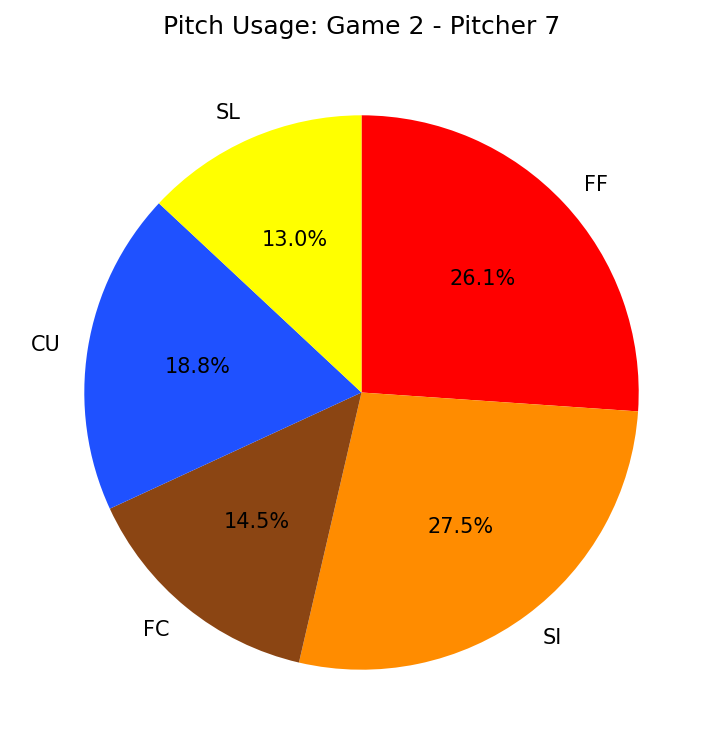 Pitch Usage: Game 2 - Pitcher 7
SL
FF
13.0%
26.1%
CU
18.8%
14.5%
27.5%
FC
SI